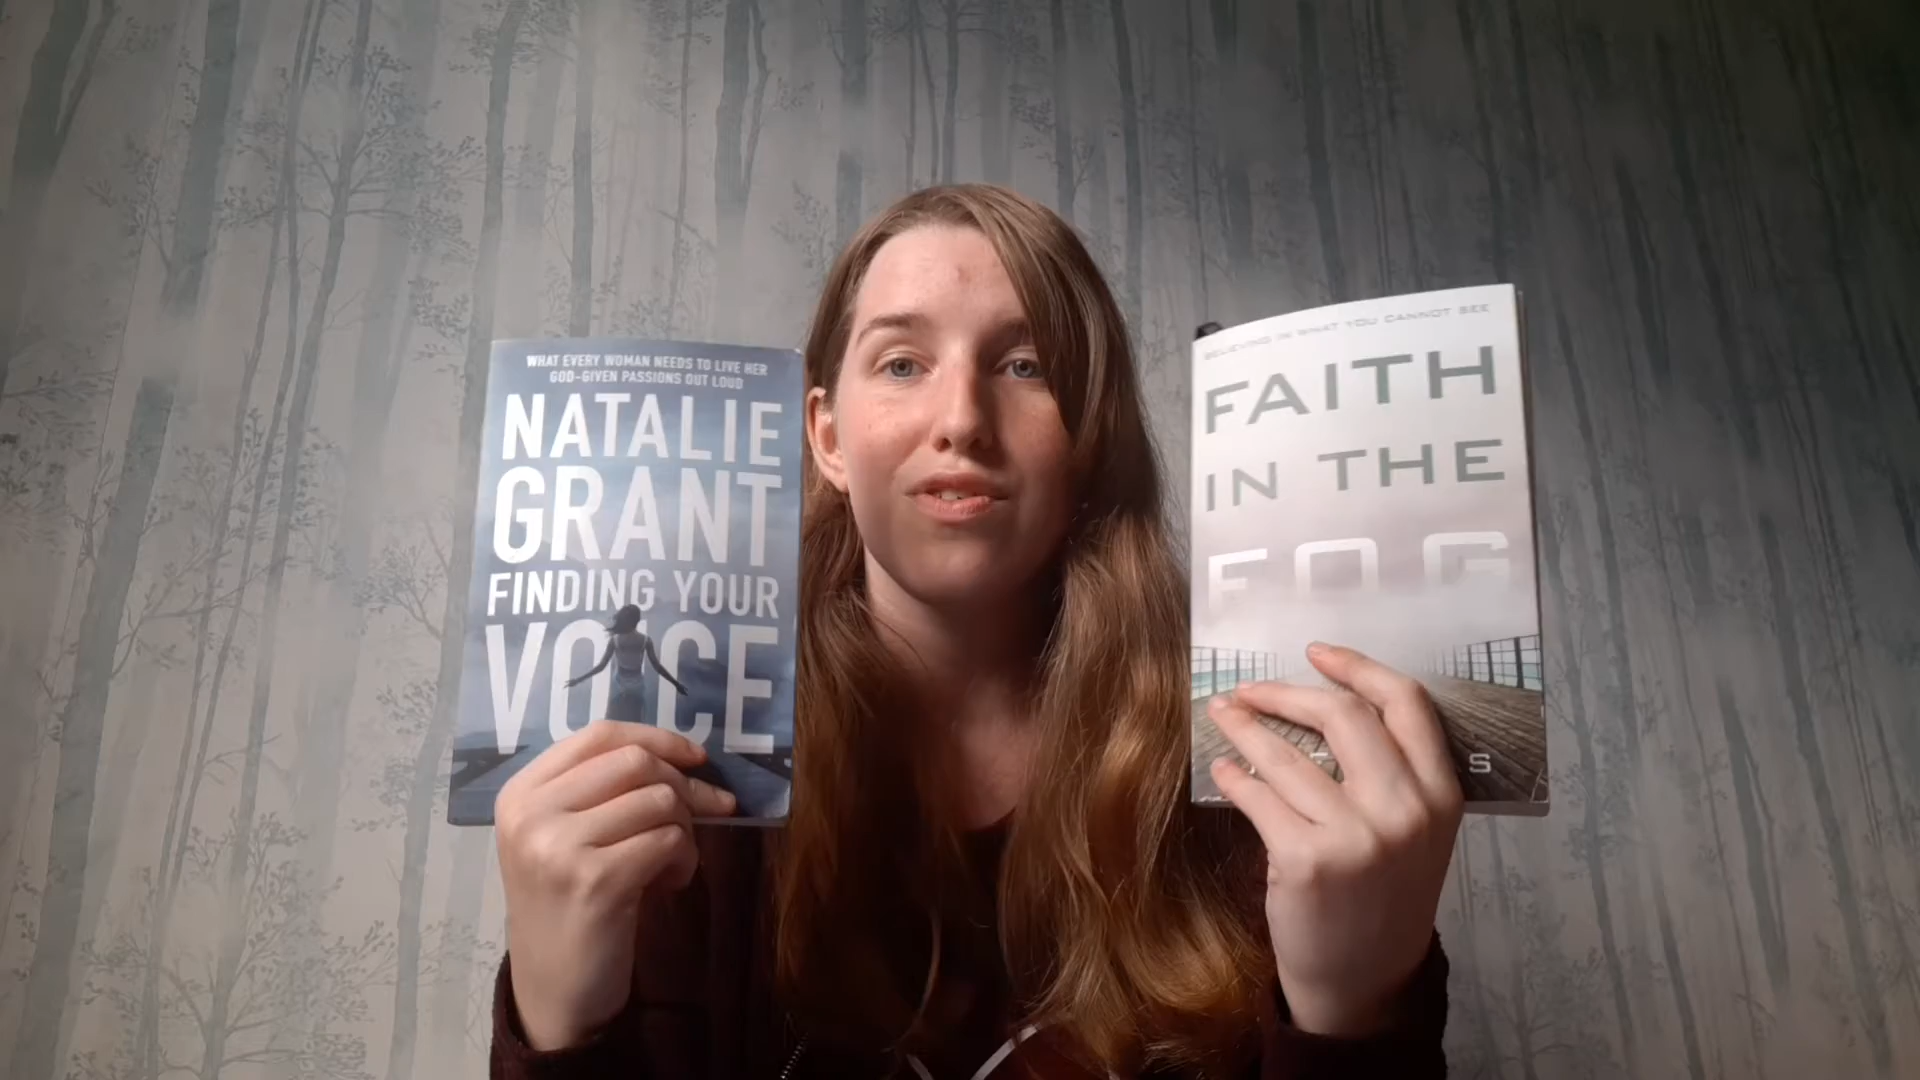 WHAT EVERY WOMAN NEEDS TO LIVE HER
GOD-GIVEN PASSIONS OUT LOUD
NATALIE
GRANT
FINDING YOUR
VOICE
BELIEVING IN WHAT YOU CANNOT SEE
FAITH
IN THE
FOG